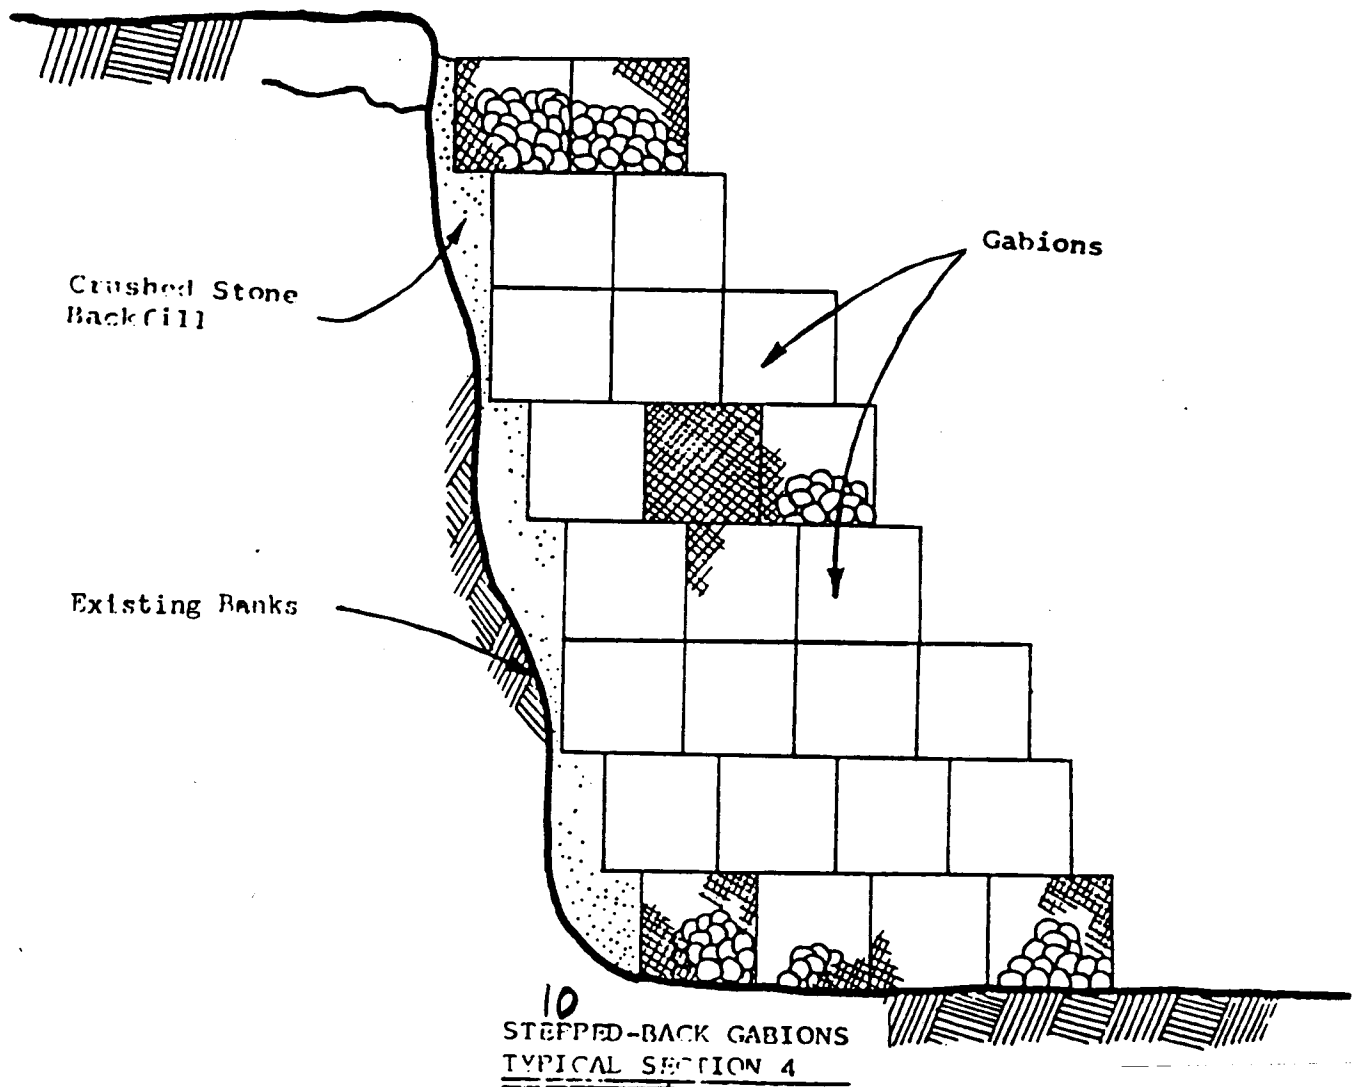 Gabions
Crushed Stone
Backfill
Existing Banks
10
STEPPED-BACK GABIONS
TYPICAL SECTION 4